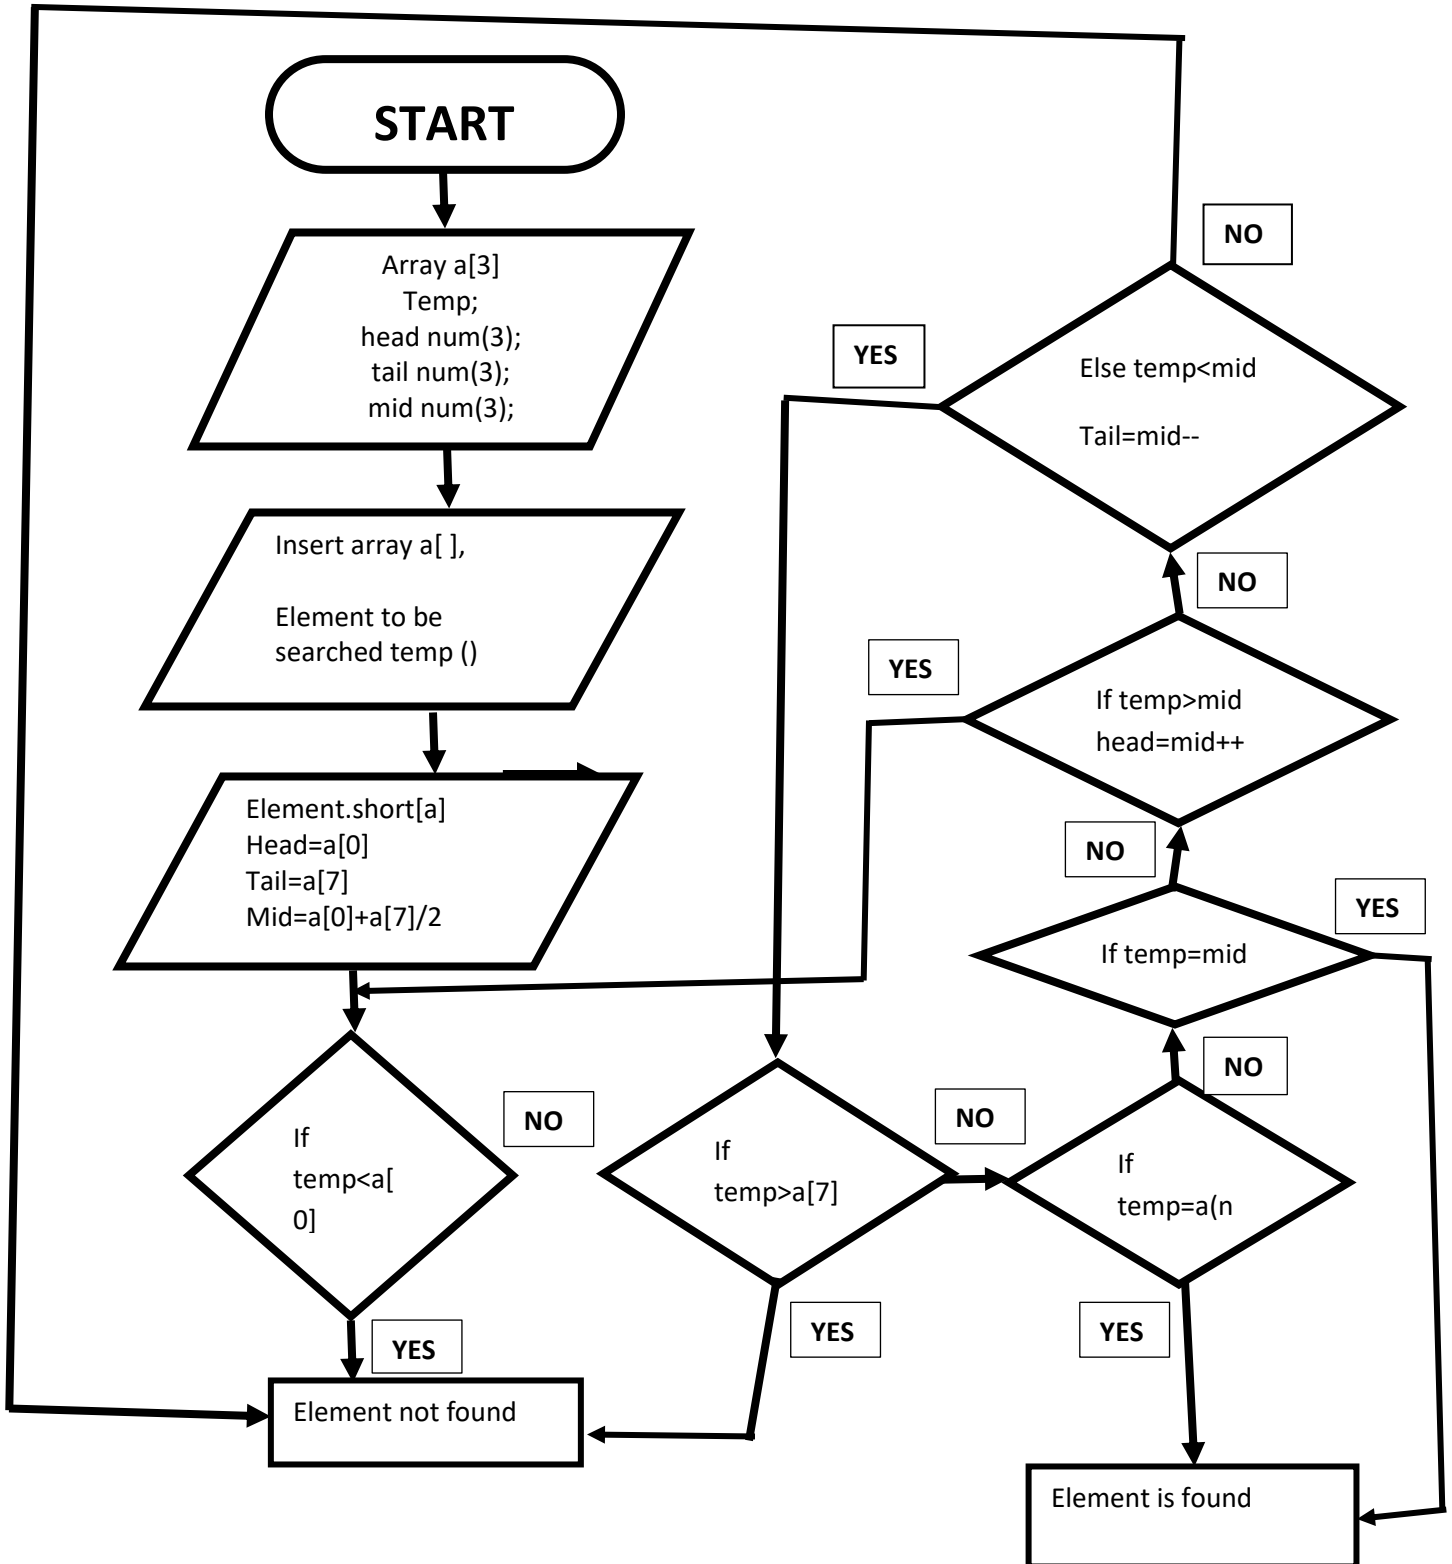 START
Array a[3]
Temp;
head num(3);
tail num(3);
mid num(3);
Insert array a[ ],
Element to be
searched temp ()
Element.short[a]
Head=a[0]
Tail=a[7]
Mid=a[0]+a[7]/2
If
temp<a[
0]
NO
YES
Element not found
If
temp>a[7]
NO
YES
If
temp=a(n
NO
YES
Element is found
If temp=mid
NO
YES
If temp>mid
head=mid++
NO
YES
Else temp<mid
Tail=mid--
NO
YES